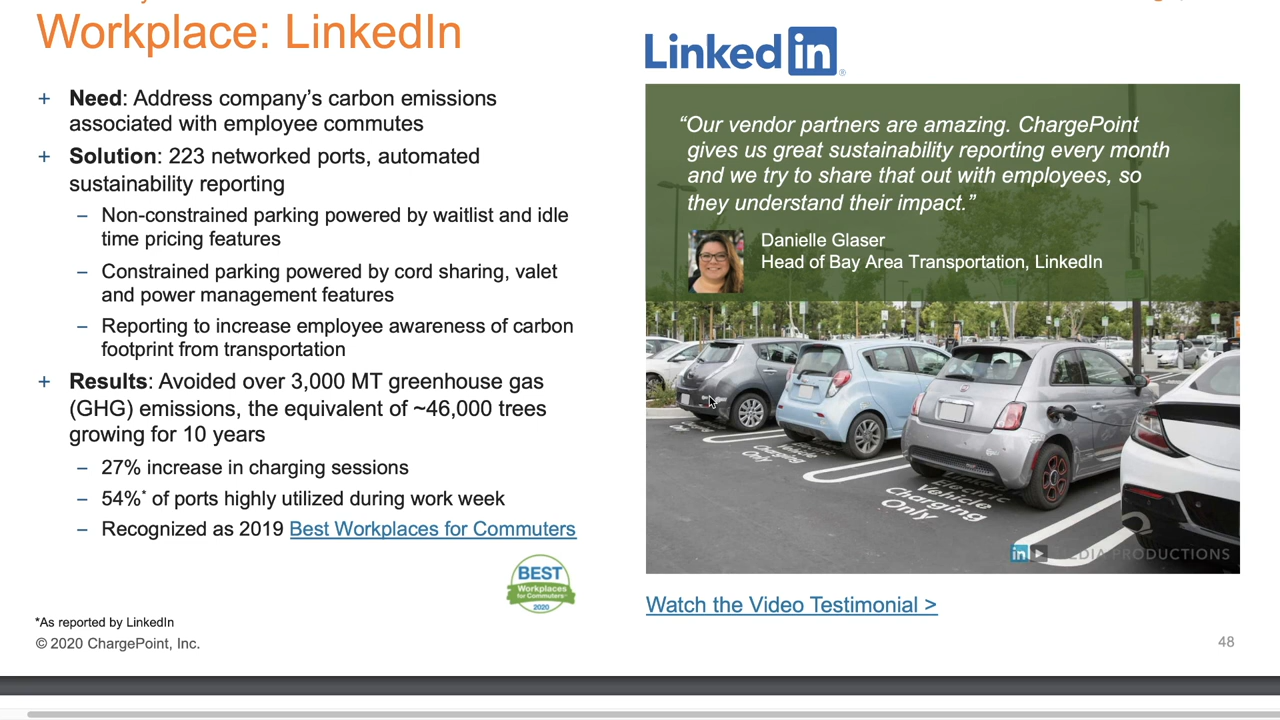 Workplace: LinkedIn
+ Need: Address company’s carbon emissions
associated with employee commutes
+ Solution: 223 networked ports, automated
sustainability reporting
– Non-constrained parking powered by waitlist and idle
time pricing features
– Constrained parking powered by cord sharing, valet
and power management features
– Reporting to increase employee awareness of carbon
footprint from transportation
+ Results: Avoided over 3,000 MT greenhouse gas
(GHG) emissions, the equivalent of ~46,000 trees
growing for 10 years
– 27% increase in charging sessions
– 54%* of ports highly utilized during work week
– Recognized as 2019 Best Workplaces for Commuters
BEST
Workplaces
for Commuters
2020
*As reported by LinkedIn
© 2020 ChargePoint, Inc.
Linked in ®
“Our vendor partners are amazing. ChargePoint
gives us great sustainability reporting every month
and we try to share that out with employees, so
they understand their impact.”
Danielle Glaser
Head of Bay Area Transportation, LinkedIn
Vehicle
Charging
Only
Electric
Vehicle
Charging
Only
in PRODUCTIONS
Watch the Video Testimonial >
48